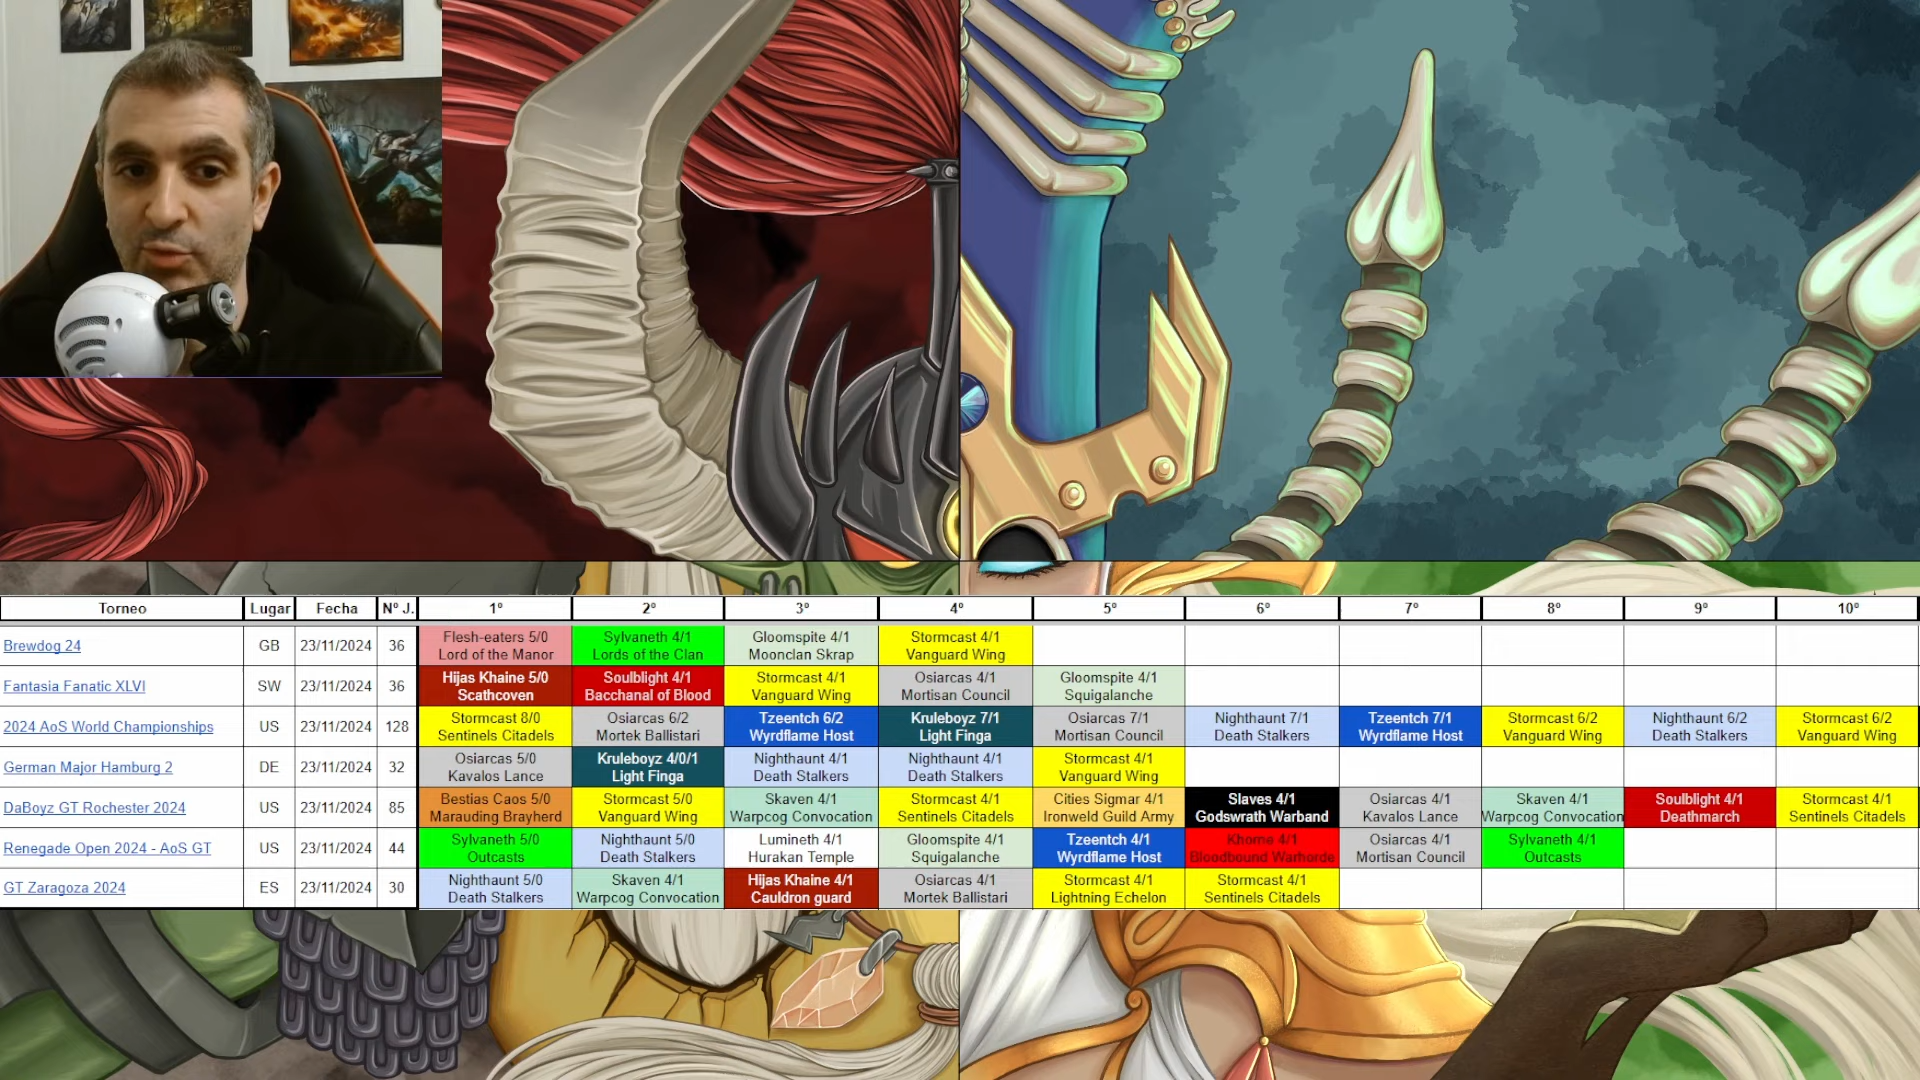 Torneo Lugar Fecha Nº J. 1º 2º 3º 4º 5º 6º 7º 8º 9º 10º
Brewdog 24 GB 23/11/2024 36 Flesh-eaters 5/0 Lord of the Manor Sylvaneth 4/1 Lords of the Clan Gloomspite 4/1 Moonclan Skrap Stormcast 4/1 Vanguard Wing
Fantasia Fanatic XLVI SW 23/11/2024 36 Hijas Khaine 5/0 Scathcoven Soulblight 4/1 Bacchanal of Blood Stormcast 4/1 Vanguard Wing Osiarcas 4/1 Mortisan Council Gloomspite 4/1 Squigalanche
2024 AoS World Championships US 23/11/2024 128 Stormcast 8/0 Sentinels Citadels Osiarcas 6/2 Mortek Ballistari Tzeentch 6/2 Wyrdflame Host Kruleboyz 7/1 Light Finga Osiarcas 7/1 Mortisan Council Nighthaunt 7/1 Death Stalkers Tzeentch 7/1 Wyrdflame Host Stormcast 6/2 Vanguard Wing Nighthaunt 6/2 Death Stalkers Stormcast 6/2 Vanguard Wing
German Major Hamburg 2 DE 23/11/2024 32 Osiarcas 5/0 Kavalos Lance Kruleboyz 4/0/1 Light Finga Nighthaunt 4/1 Death Stalkers Nighthaunt 4/1 Death Stalkers Stormcast 4/1 Vanguard Wing
DaBoyz GT Rochester 2024 US 23/11/2024 85 Bestias Caos 5/0 Marauding Brayherd Stormcast 5/0 Vanguard Wing Skaven 4/1 Warpcog Convocation Stormcast 4/1 Sentinels Citadels Cities Sigmar 4/1 Ironweld Guild Army Slaves 4/1 Godswrath Warband Osiarcas 4/1 Kavalos Lance Skaven 4/1 Warpcog Convocation Soulblight 4/1 Deathmarch Stormcast 4/1 Sentinels Citadels
Renegade Open 2024 - AoS GT US 23/11/2024 44 Sylvaneth 5/0 Outcasts Nighthaunt 5/0 Death Stalkers Lumineth 4/1 Hurakan Temple Gloomspite 4/1 Squigalanche Tzeentch 4/1 Wyrdflame Host Khorne 4/1 Bloodbound Warhorde Osiarcas 4/1 Mortisan Council Sylvaneth 4/1 Outcasts
GT Zaragoza 2024 ES 23/11/2024 30 Nighthaunt 5/0 Death Stalkers Skaven 4/1 Warpcog Convocation Hijas Khaine 4/1 Cauldron guard Osiarcas 4/1 Mortek Ballistari Stormcast 4/1 Lightning Echelon Stormcast 4/1 Sentinels Citadels